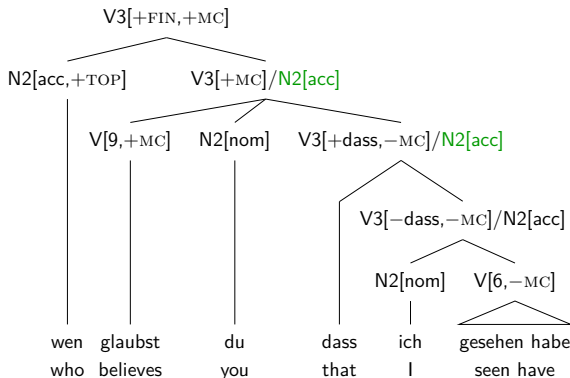 V3[+FIN,+MC]
N2[acc,+TOP] V3[+MC]/N2[acc]
V[9,+MC] N2[nom] V3[+dass,−MC]/N2[acc]
V3[−dass,−MC]/N2[acc]
N2[nom] V[6,−MC]
wen glaubst du dass ich gesehen habe
who believes you that I seen have